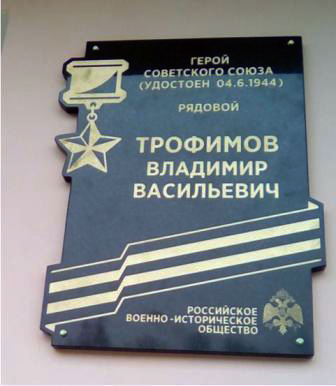 ГЕРОЙ
СОВЕТСКОГО СОЮЗА
(УДОСТОЕН 04.6.1944)
РЯДОВОЙ
ТРОФИМОВ
ВЛАДИМИР
ВАСИЛЬЕВИЧ
РОССИЙСКОЕ
ВОЕННО-ИСТОРИЧЕСКОЕ
ОБЩЕСТВО